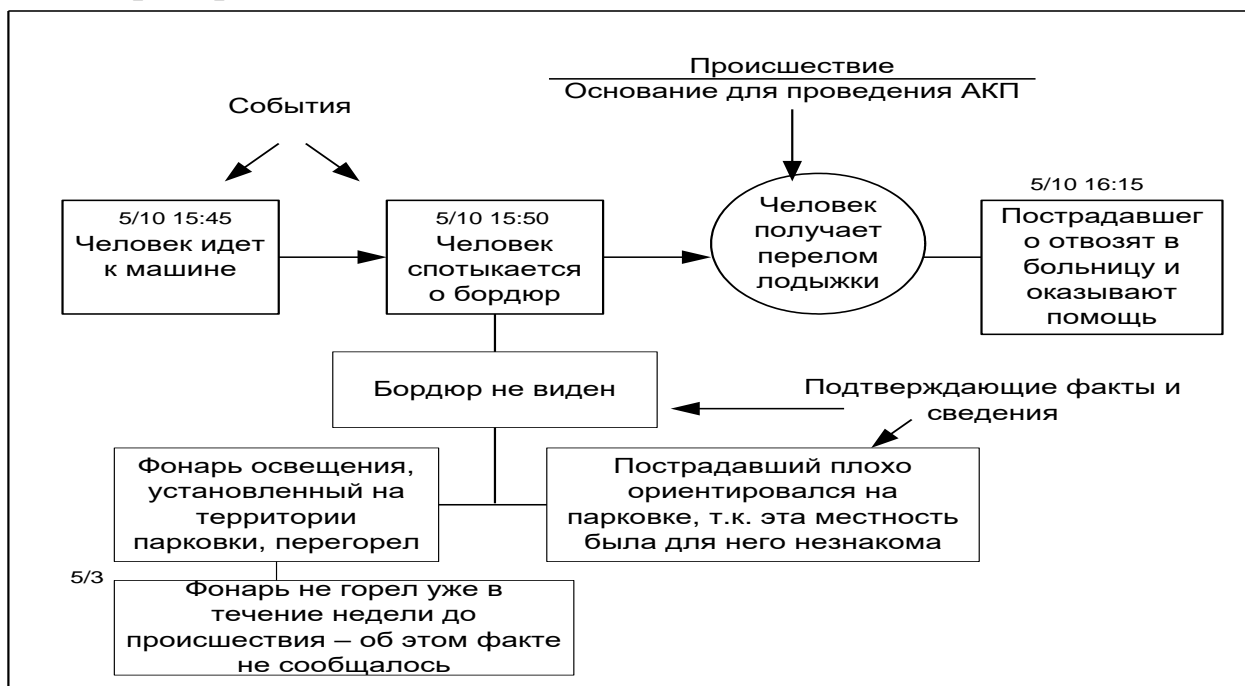 Происшествие
Основание для проведения АКП
События
5/10 15:45
Человек идет
к машине
5/10 15:50
Человек
спотыкается
о бордюр
Человек
получает
перелом
лодыжки
5/10 16:15
Пострадавшег
о отвозят в
больницу и
оказывают
помощь
Бордюр не виден
Подтверждающие факты и
сведения
Фонарь освещения,
установленный на
территории
парковки, перегорел
Пострадавший плохо
ориентировался на
парковке, т.к. эта местность
была для него незнакома
5/3
Фонарь не горел уже в
течение недели до
происшествия – об этом факте
не сообщалось